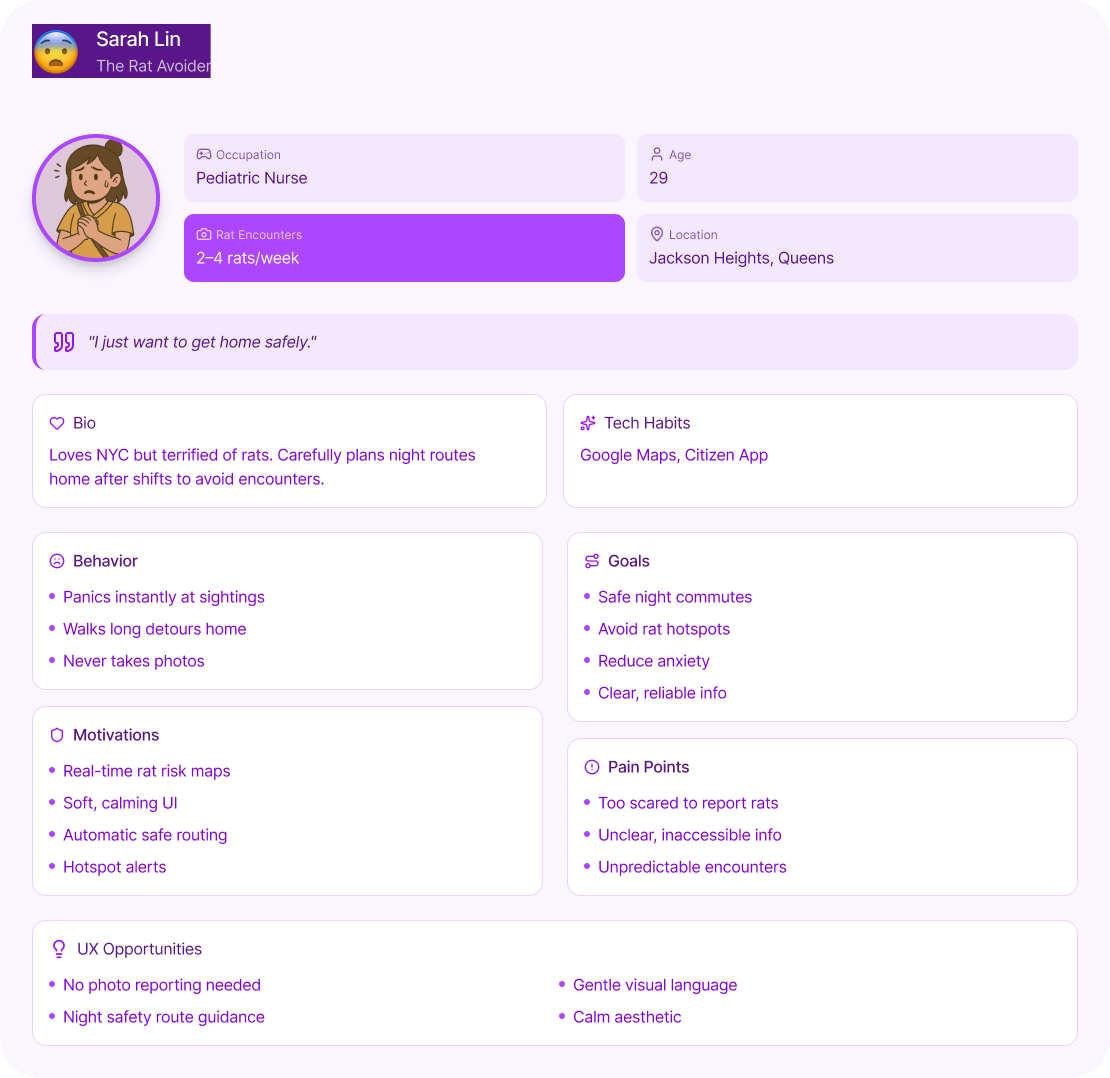 Sarah Lin
The Rat Avoider
Occupation
Pediatric Nurse
Age
29
Rat Encounters
2–4 rats/week
Location
Jackson Heights, Queens
"I just want to get home safely."
Bio
Loves NYC but terrified of rats. Carefully plans night routes
home after shifts to avoid encounters.
Tech Habits
Google Maps, Citizen App
Behavior
Panics instantly at sightings
Walks long detours home
Never takes photos
Goals
Safe night commutes
Avoid rat hotspots
Reduce anxiety
Clear, reliable info
Motivations
Real-time rat risk maps
Soft, calming UI
Automatic safe routing
Hotspot alerts
Pain Points
Too scared to report rats
Unclear, inaccessible info
Unpredictable encounters
UX Opportunities
No photo reporting needed
Night safety route guidance
Gentle visual language
Calm aesthetic